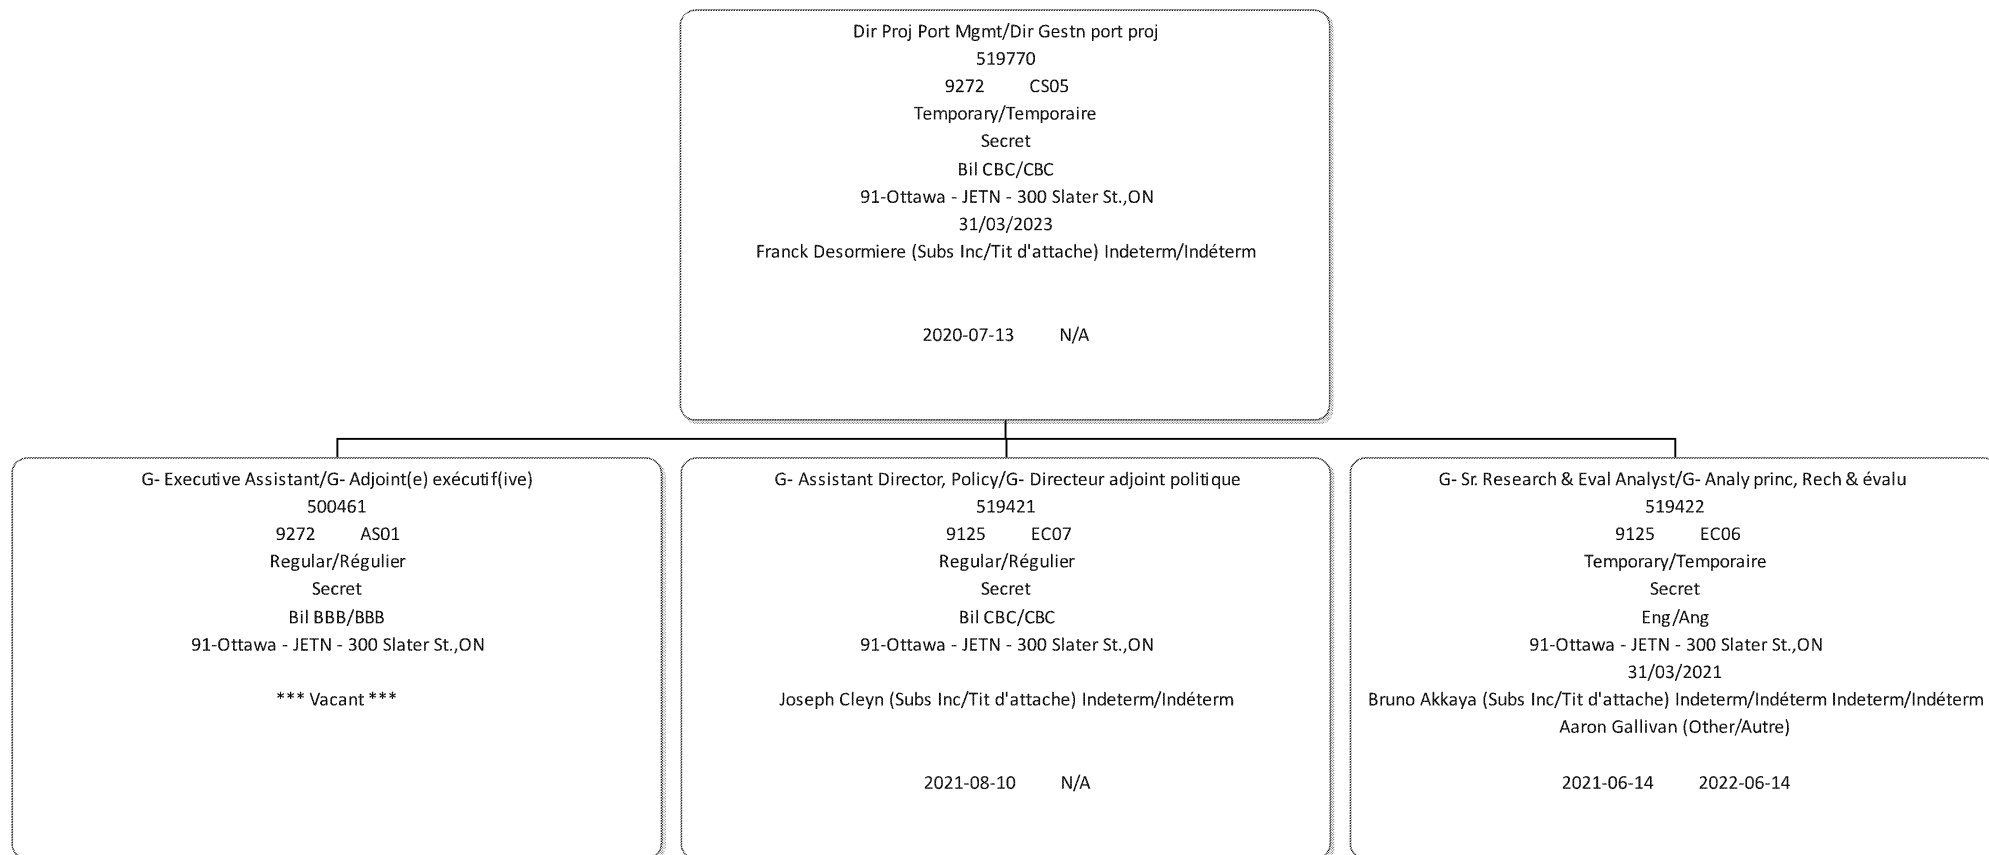 Dir Proj Port Mgmt/Dir Gestn port proj
519770
9272 CS05
Temporary/Temporaire
Secret
Bil CBC/CBC
91-Ottawa - JETN - 300 Slater St.,ON
31/03/2023
Franck Desormiere (Subs Inc/Tit d'attache) Indeterm/Indéterm
2020-07-13 N/A
G- Executive Assistant/G- Adjoint(e) exécutif(ive)
500461
9272 AS01
Regular/Régulier
Secret
Bil BBB/BBB
91-Ottawa - JETN - 300 Slater St.,ON
*** Vacant ***
G- Assistant Director, Policy/G- Directeur adjoint politique
519421
9125 EC07
Regular/Régulier
Secret
Bil CBC/CBC
91-Ottawa - JETN - 300 Slater St.,ON
Joseph Cleyn (Subs Inc/Tit d'attache) Indeterm/Indéterm
2021-08-10 N/A
G- Sr. Research & Eval Analyst/G- Analy princ, Rech & évalu
519422
9125 EC06
Temporary/Temporaire
Secret
Eng/Ang
91-Ottawa - JETN - 300 Slater St.,ON
31/03/2021
Bruno Akkaya (Subs Inc/Tit d'attache) Indeterm/Indéterm Indeterm/Indéterm
Aaron Gallivan (Other/Autre)
2021-06-14 2022-06-14